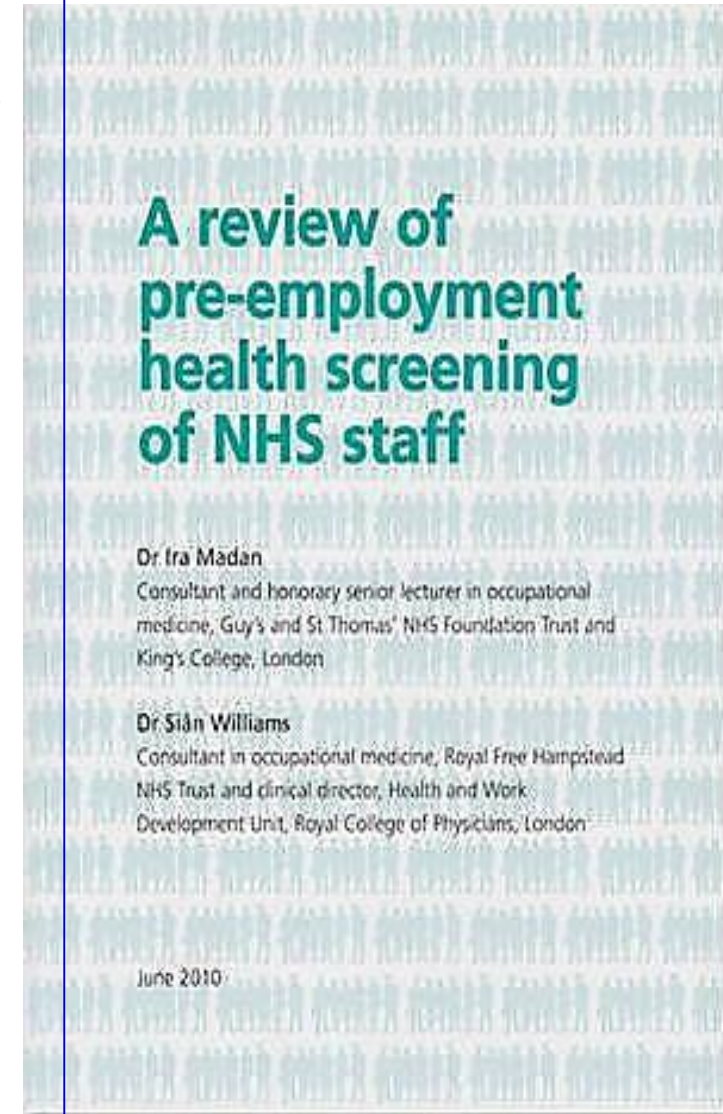 A review of
pre-employment
health screening
of NHS staff
Dr Ira Madan
Consultant and honorary senior lecturer in occupational
medicine, Guy's and St Thomas' NHS Foundation Trust and
King's College, London
Dr Siân Williams
Consultant in occupational medicine, Royal Free Hampstead
NHS Trust and clinical director, Health and Work
Development Unit, Royal College of Physicians, London
June 2010